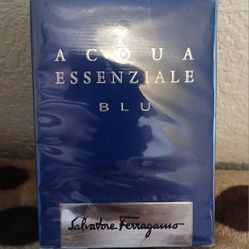 ACQUA
ESSENZIALE
BLU
Salvatore Ferragamo